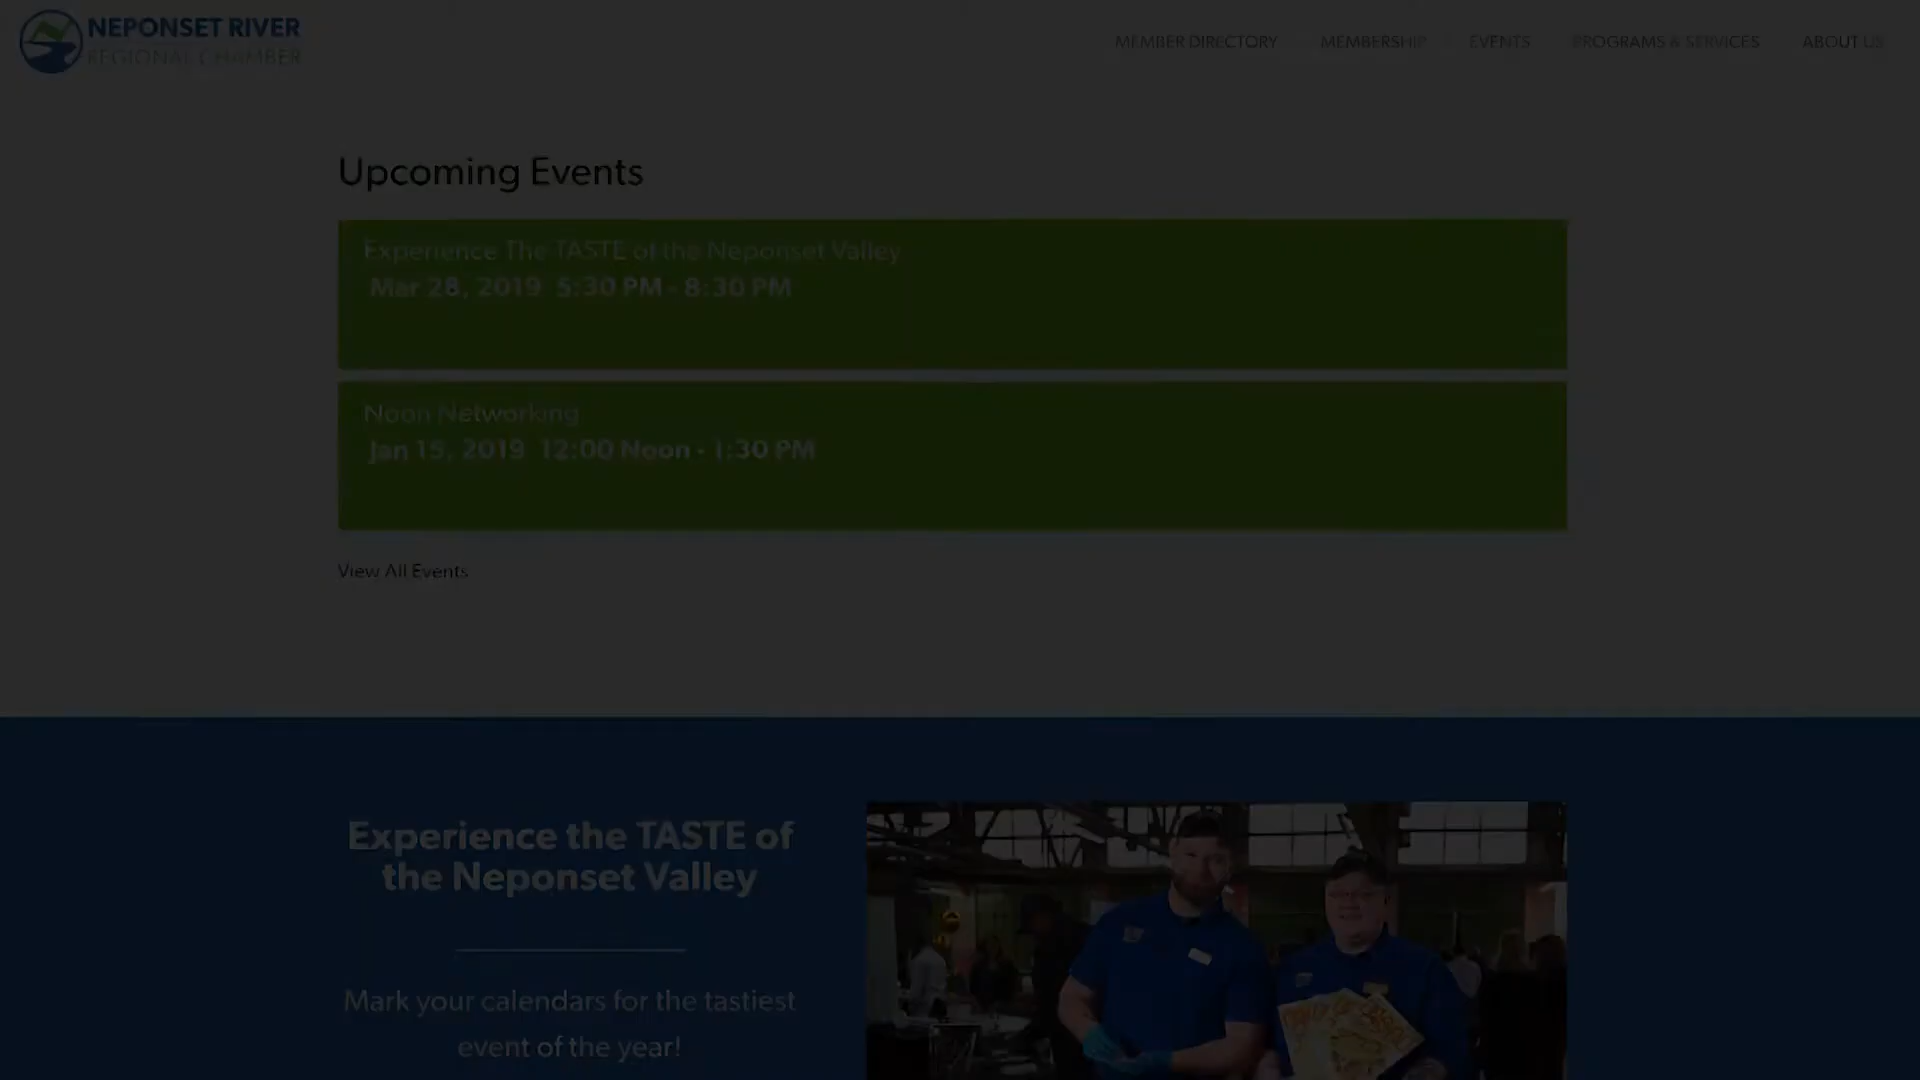 NEPONSET RIVER
REGIONAL CHAMBER
MEMBER DIRECTORY
MEMBERSHIP
EVENTS
PROGRAMS & SERVICES
ABOUT US
Upcoming Events
Experience The TASTE of the Neponset Valley
Mar 28, 2019 5:30 PM - 8:30 PM
Noon Networking
Jan 15, 2019 12:00 Noon - 1:30 PM
View All Events
Experience the TASTE of
the Neponset Valley
Mark your calendars for the tastiest
event of the year!